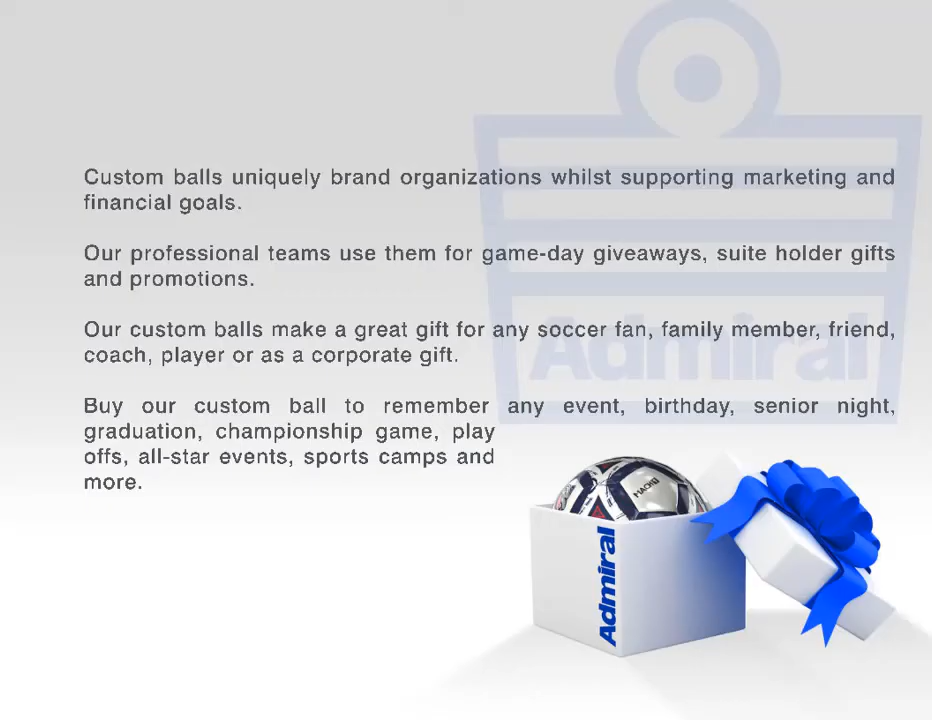 Custom balls uniquely brand organizations whilst supporting marketing and
financial goals.
Our professional teams use them for game-day giveaways, suite holder gifts
and promotions.
Our custom balls make a great gift for any soccer fan, family member, friend,
coach, player or as a corporate gift.
Buy our custom ball to remember any event, birthday, senior night,
graduation, championship game, play
offs, all-star events, sports camps and
more.
Admiral
Admiral